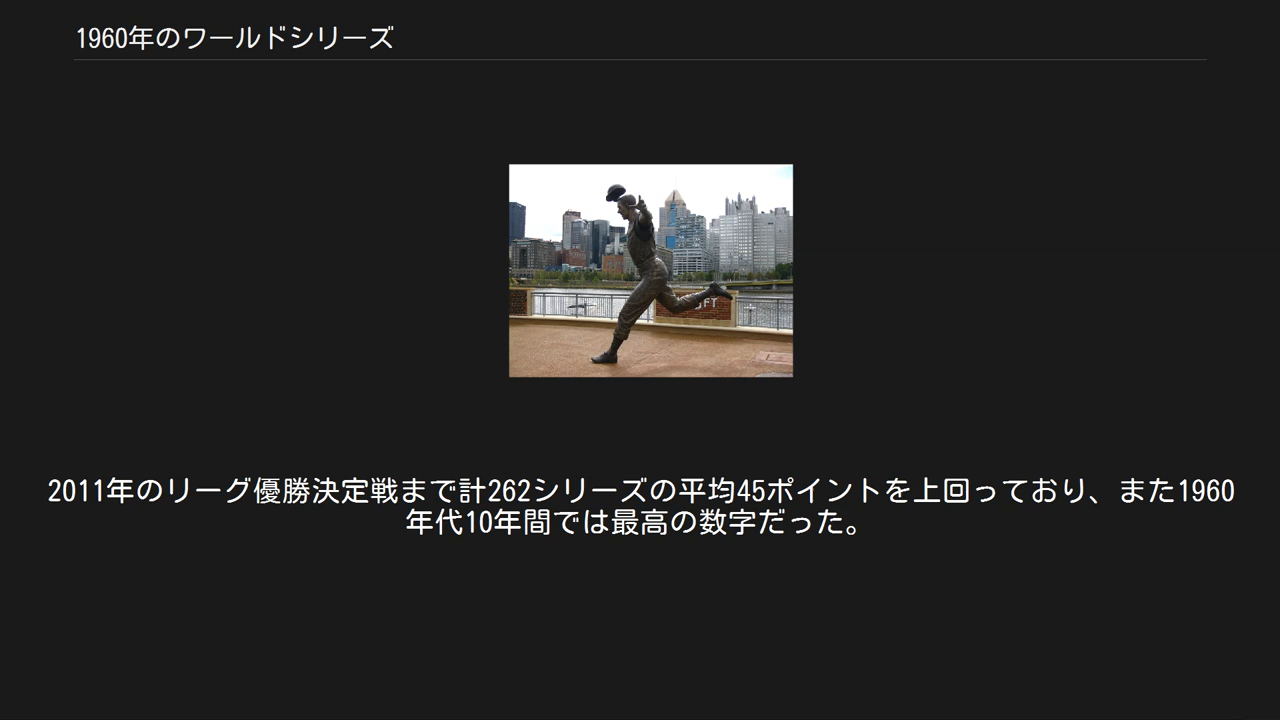 1960年のワールドシリーズ
2011年のリーグ優勝決定戦まで計262シリーズの平均45ポイントを上回っており、また1960
年代10年間では最高の数字だった。